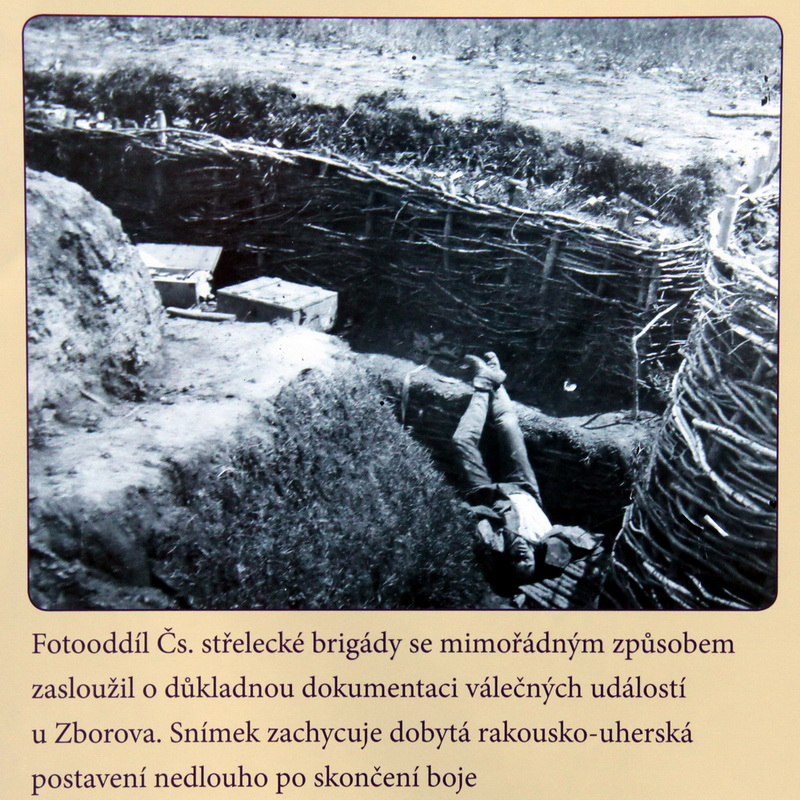 Fotooddíl Čs. střelecké brigády se mimořádným způsobem
zasloužil o důkladnou dokumentaci válečných událostí
u Zborova. Snímek zachycuje dobytá rakousko-uherská
postavení nedlouho po skončení boje